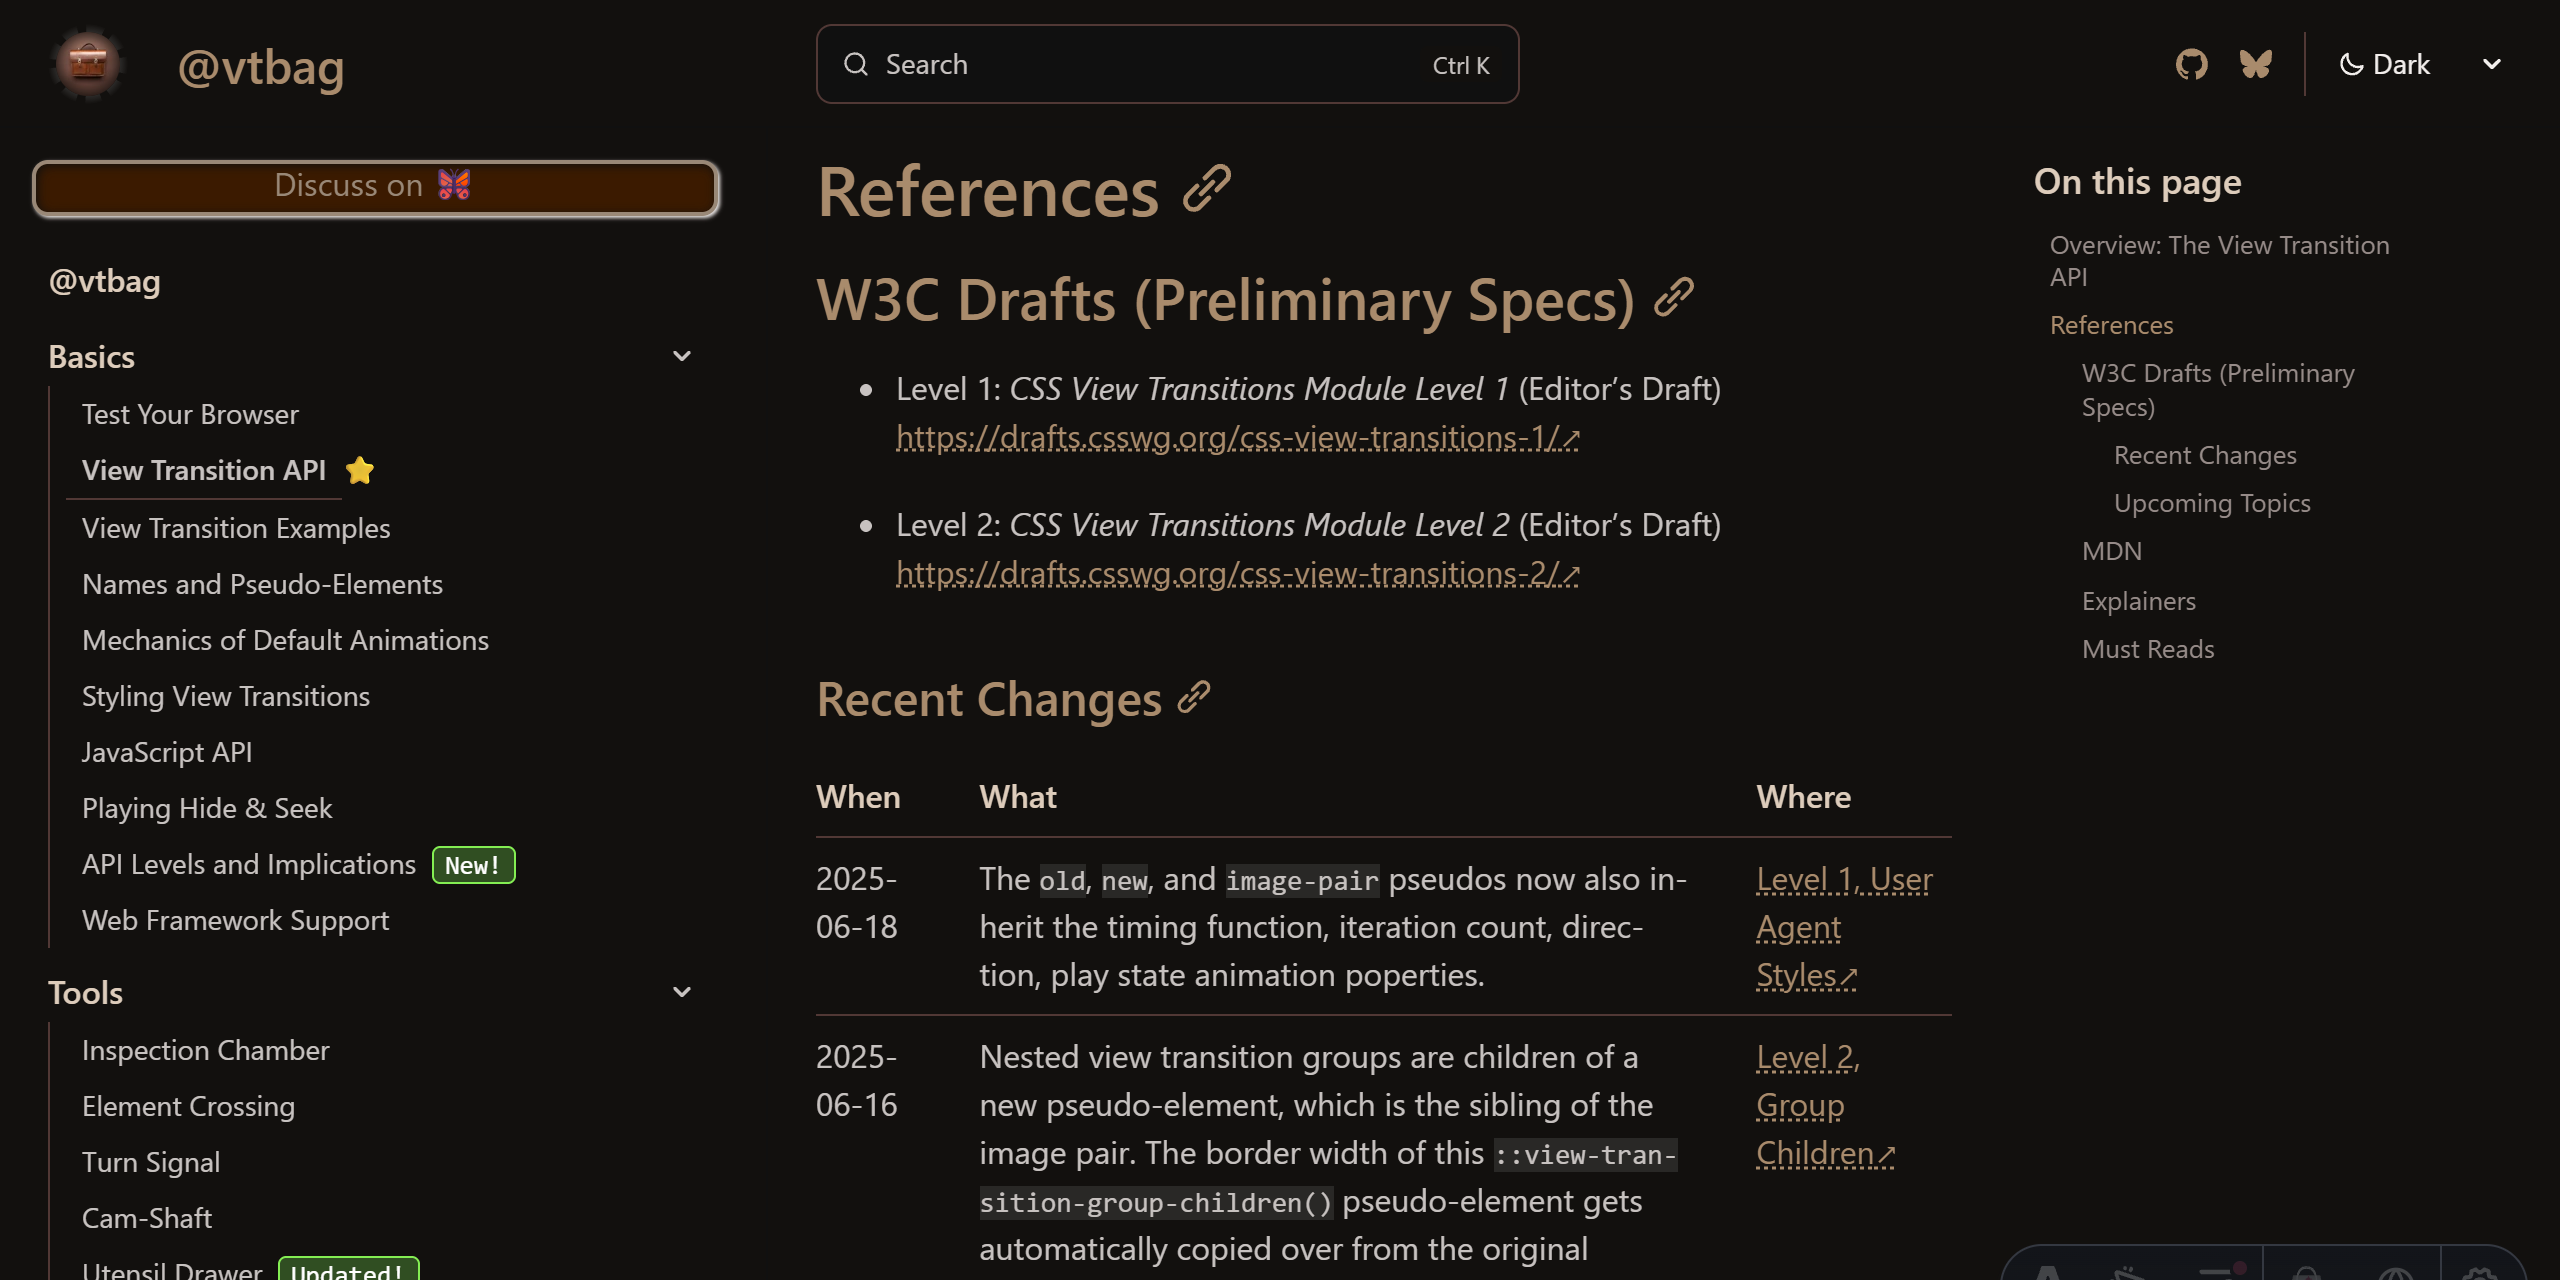 @vtbag
Search
Ctrl K
Dark
Discuss on
@vtbag
Basics
Test Your Browser
View Transition API
View Transition Examples
Names and Pseudo-Elements
Mechanics of Default Animations
Styling View Transitions
JavaScript API
Playing Hide & Seek
API Levels and Implications New!
Web Framework Support
Tools
Inspection Chamber
Element Crossing
Turn Signal
Cam-Shaft
Utensil Drawer Updated!
References
W3C Drafts (Preliminary Specs)
Level 1: CSS View Transitions Module Level 1 (Editor’s Draft)
https://drafts.csswg.org/css-view-transitions-1/↗
Level 2: CSS View Transitions Module Level 2 (Editor’s Draft)
https://drafts.csswg.org/css-view-transitions-2/↗
Recent Changes
When What Where
2025-
06-18
The old, new, and image-pair pseudos now also in-
herit the timing function, iteration count, direc-
tion, play state animation poperties.
Level 1, User
Agent
Styles↗
2025-
06-16
Nested view transition groups are children of a
new pseudo-element, which is the sibling of the
image pair. The border width of this ::view-tran-
sition-group-children() pseudo-element gets
automatically copied over from the original
Level 2,
Group
Children↗
On this page
Overview: The View Transition
API
References
W3C Drafts (Preliminary
Specs)
Recent Changes
Upcoming Topics
MDN
Explainers
Must Reads